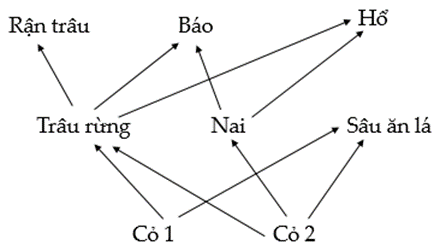 Rận trâu Báo Hổ
Trâu rừng Nai Sâu ăn lá
Cỏ 1 Cỏ 2